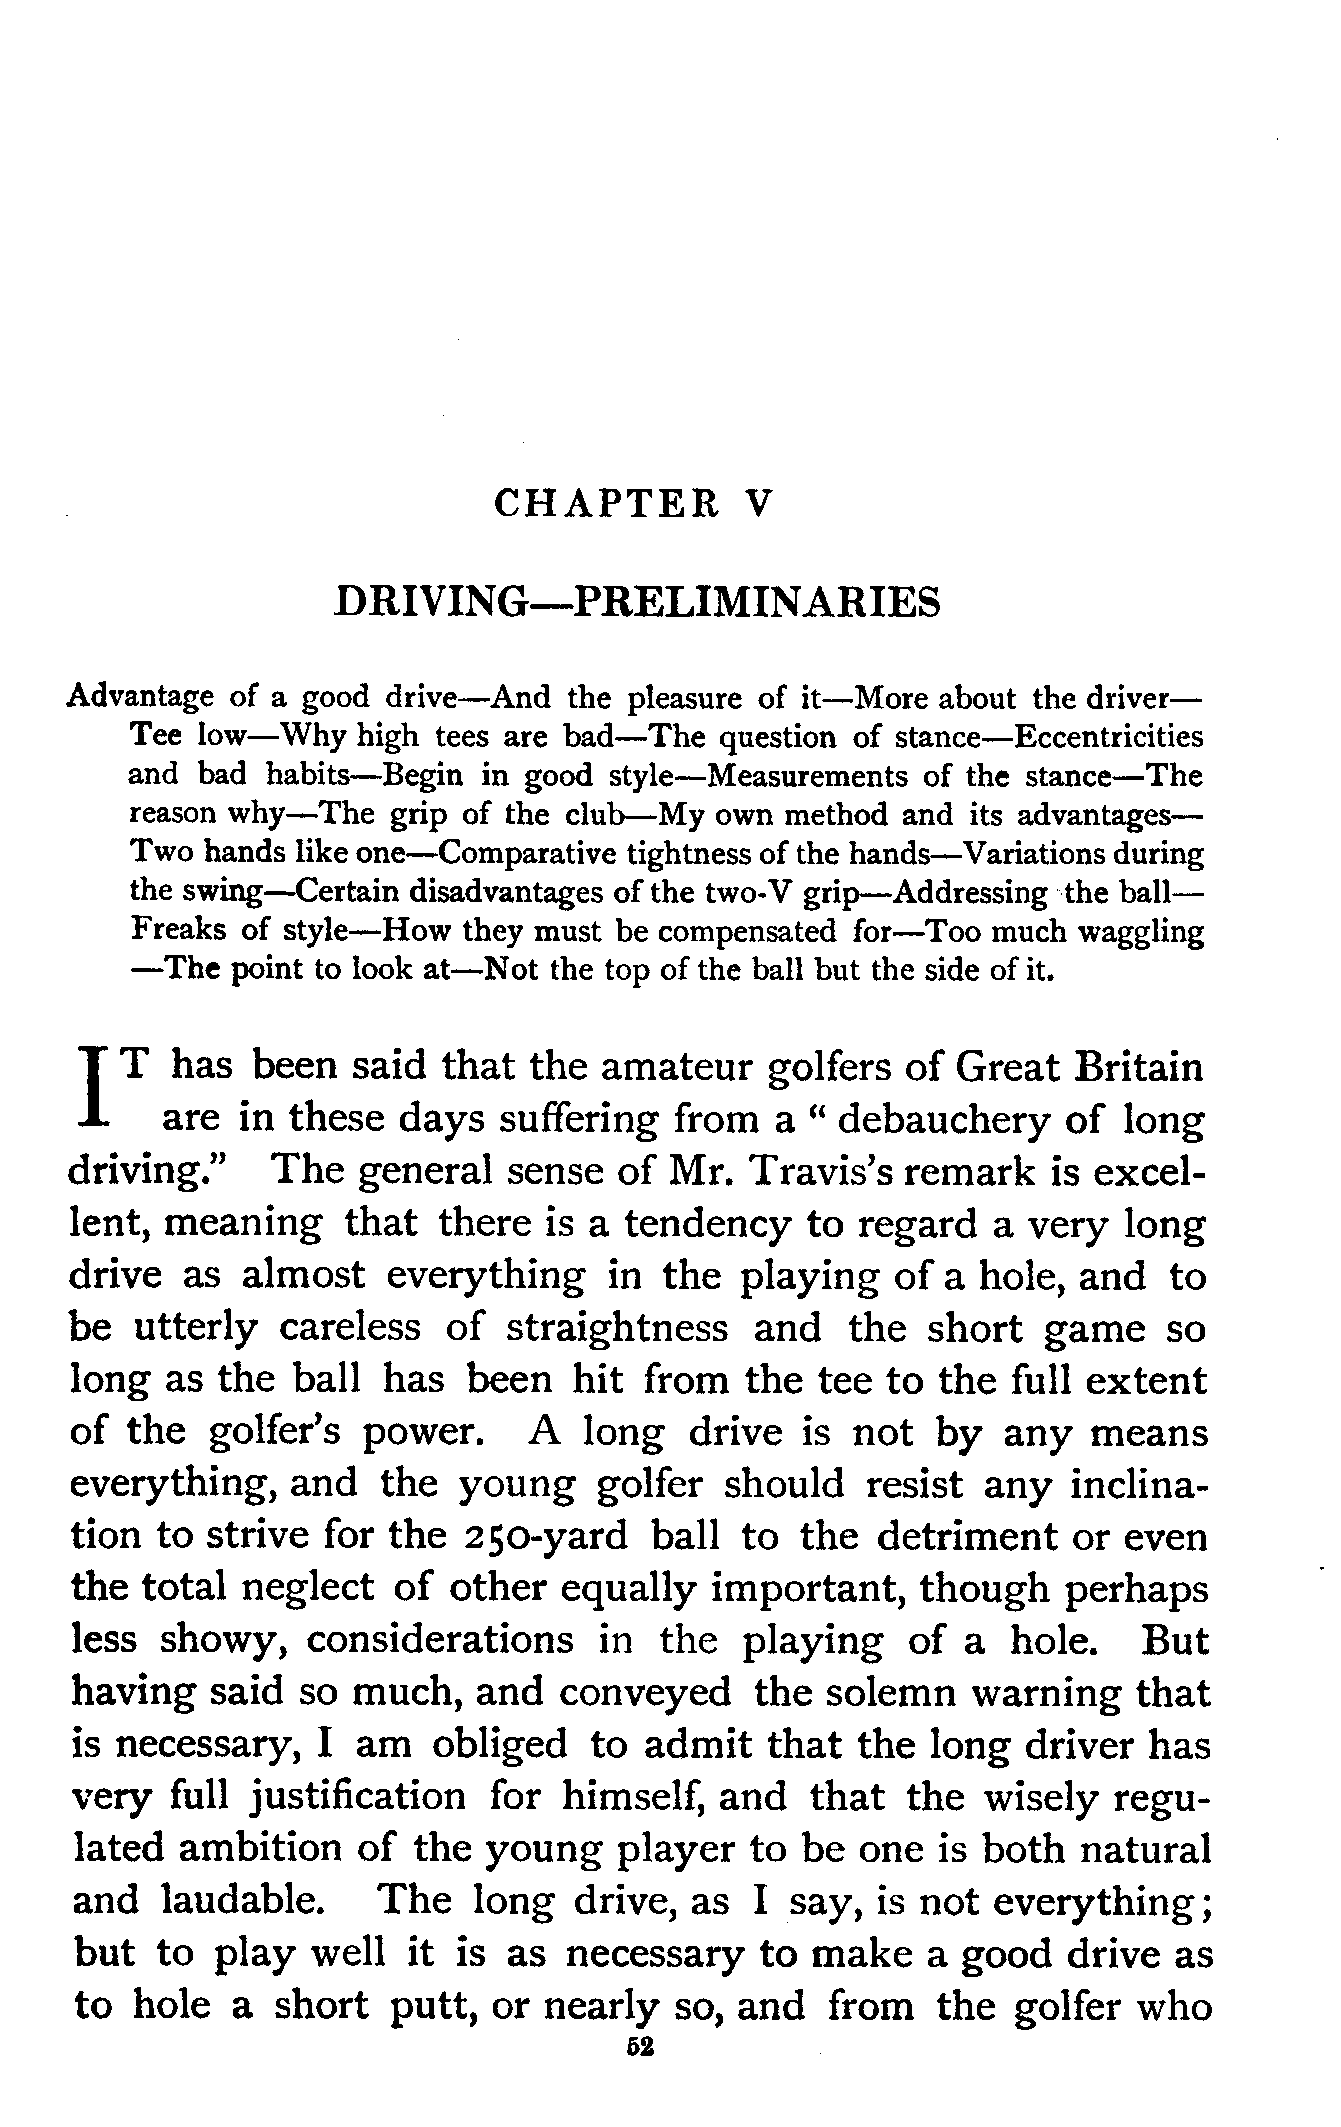 CHAPTER V
DRIVING—PRELIMINARIES
Advantage of a good drive—And the pleasure of it—More about the driver—
Tee low—Why high tees are bad—The question of stance—Eccentricities
and bad habits—Begin in good style—Measurements of the stance—The
reason why—The grip of the club—My own method and its advantages—
Two hands like one—Comparative tightness of the hands—Variations during
the swing—Certain disadvantages of the two-V grip—Addressing the ball—
Freaks of style—How they must be compensated for—Too much waggling
—The point to look at—Not the top of the ball but the side of it.
IT has been said that the amateur golfers of Great Britain
are in these days suffering from a “ debauchery of long
driving.” The general sense of Mr. Travis’s remark is excel-
lent, meaning that there is a tendency to regard a very long
drive as almost everything in the playing of a hole, and to
be utterly careless of straightness and the short game so
long as the ball has been hit from the tee to the full extent
of the golfer’s power. A long drive is not by any means
everything, and the young golfer should resist any inclina-
tion to strive for the 250-yard ball to the detriment or even
the total neglect of other equally important, though perhaps
less showy, considerations in the playing of a hole. But
having said so much, and conveyed the solemn warning that
is necessary, I am obliged to admit that the long driver has
very full justification for himself, and that the wisely regu-
lated ambition of the young player to be one is both natural
and laudable. The long drive, as I say, is not everything;
but to play well it is as necessary to make a good drive as
to hole a short putt, or nearly so, and from the golfer who
52